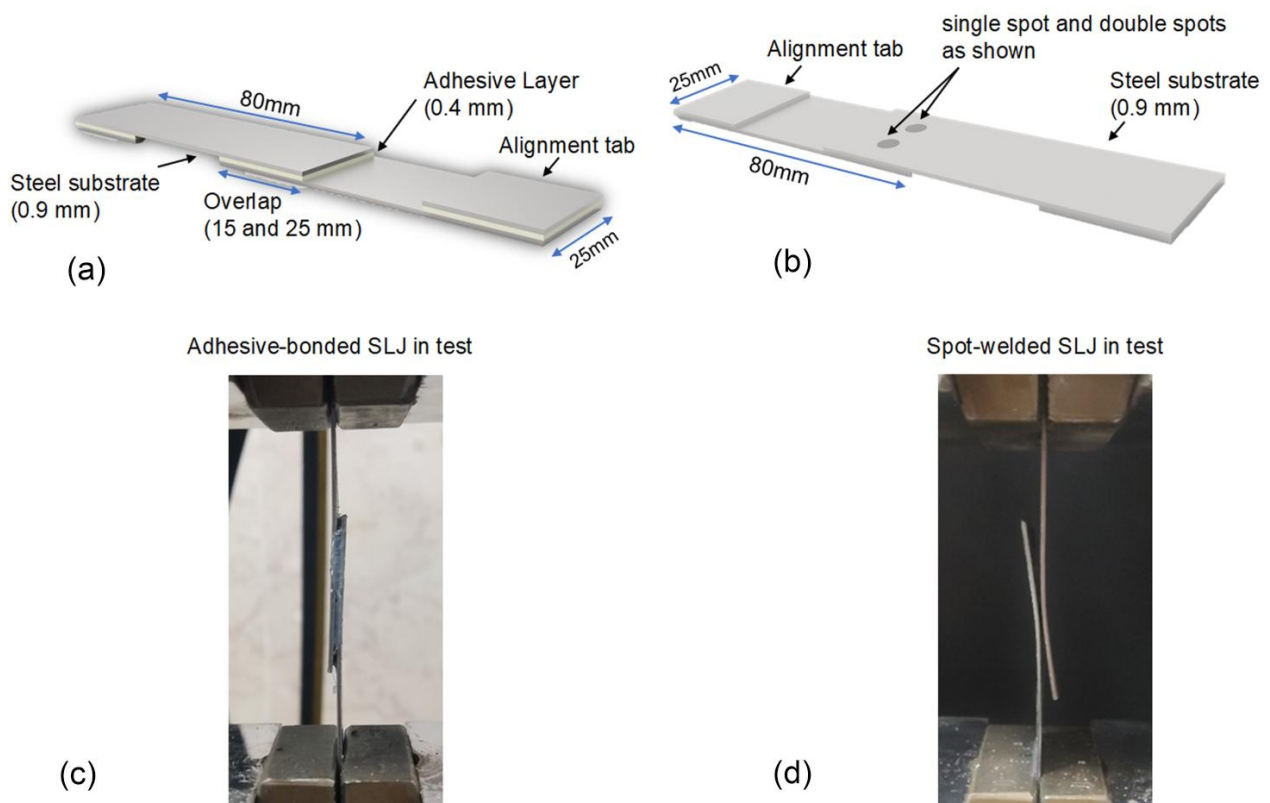 80mm
Adhesive Layer
(0.4 mm)
Alignment tab
Steel substrate
(0.9 mm)
Overlap
(15 and 25 mm)
25mm
(a)
single spot and double spots
as shown
Alignment tab
25mm
Steel substrate
(0.9 mm)
80mm
(b)
Adhesive-bonded SLJ in test
(c)
Spot-welded SLJ in test
(d)